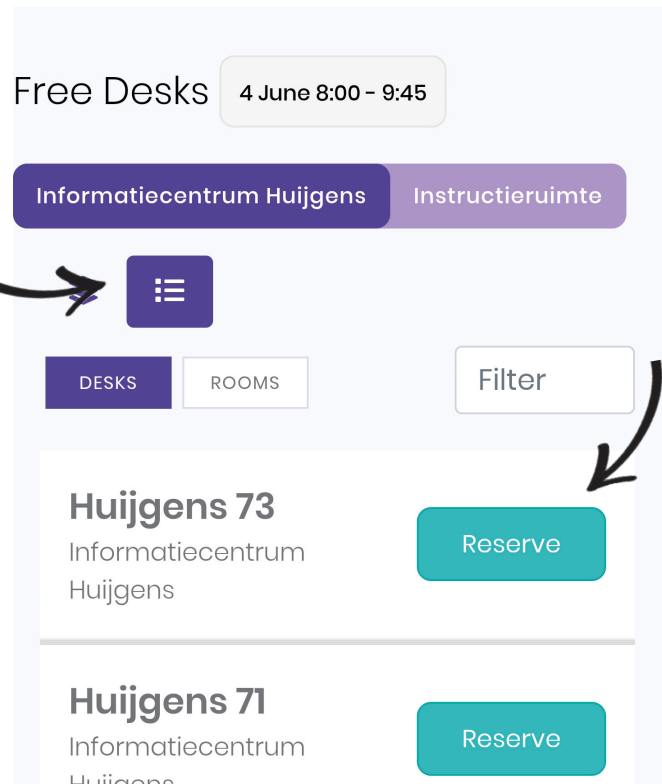 Free Desks 4 June 8:00 - 9:45
Informatiecentrum Huijgens Instructieruimte
DESKS ROOMS Filter
Huijgens 73
Informatiecentrum
Huijgens
Reserve
Huijgens 71
Informatiecentrum
Huijgens
Reserve